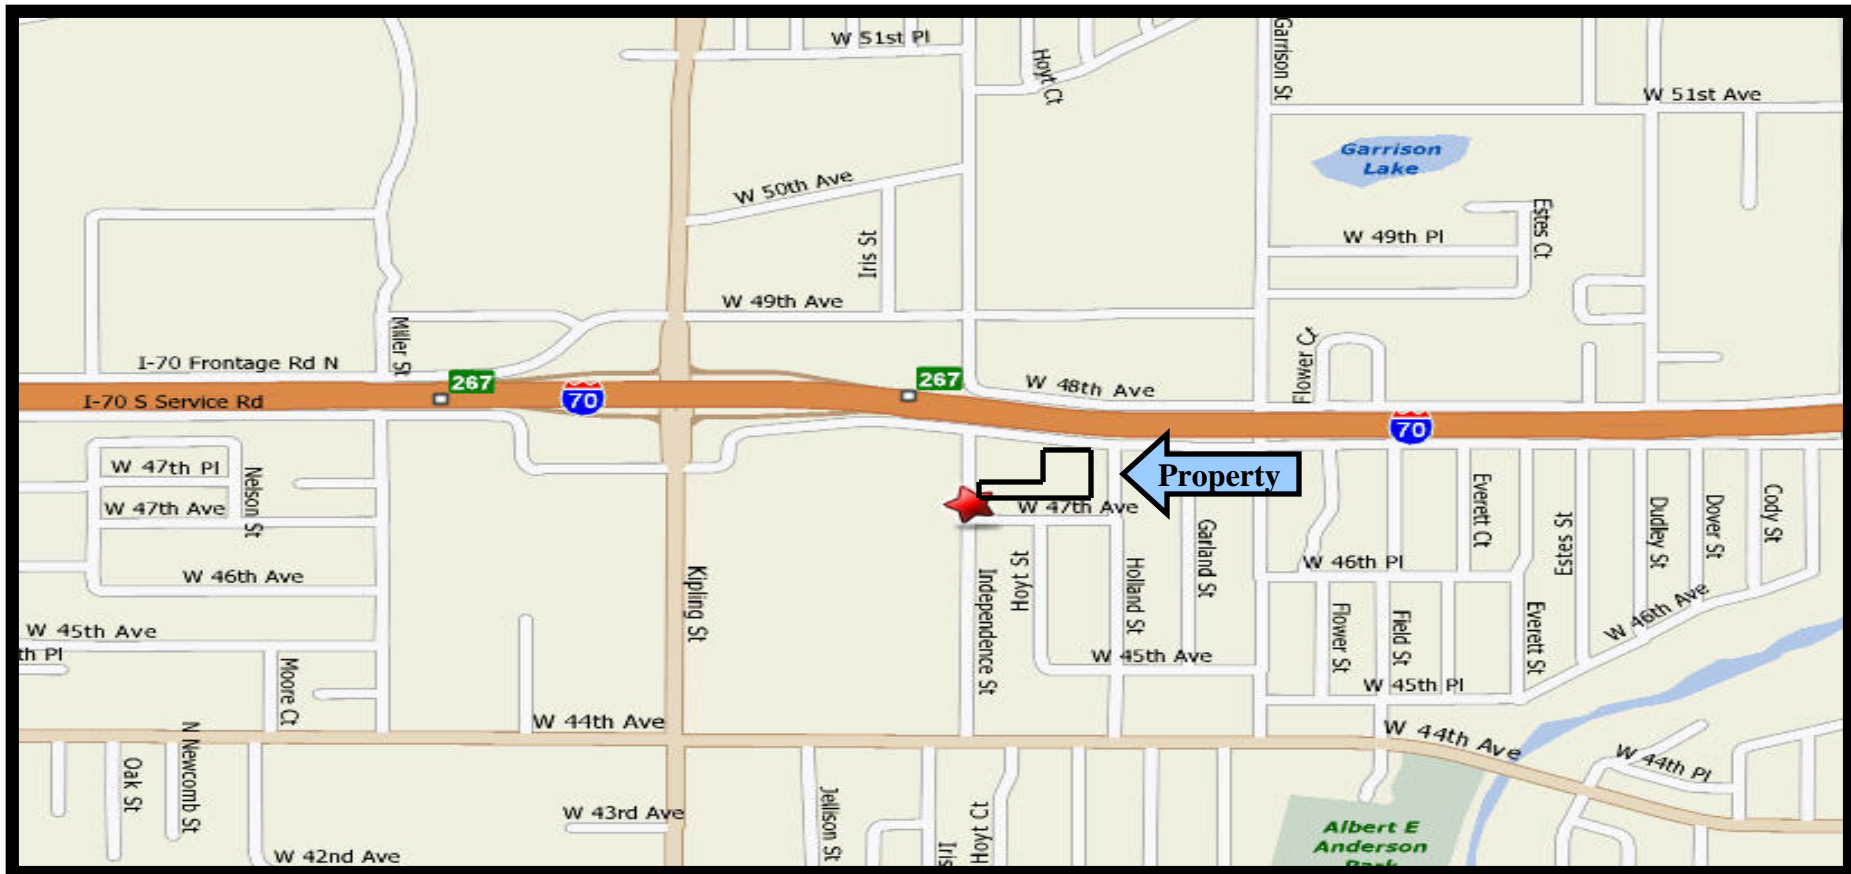 W 51st Pl
Hoyt Ct
Garrison St
W 51st Ave
Garrison
Lake
W 50th Ave
Iris St
W 49th Pl
Estes Ct
W 49th Ave
Miller St
Flower Ct
I-70 Frontage Rd N
267
267
W 48th Ave
I-70 S Service Rd
70
70
W 47th Pl
Nelson St
Property
W 47th Ave
W 47th Ave
Everett Ct
Estes St
Dudley St
Dover St
Cody St
Garland St
W 46th Ave
Kipling St
Independence St
Hoyt St
Holland St
W 46th Pl
Flower St
Field St
Everett St
W 46th Ave
W 45th Ave
th Pl
Moore Ct
W 45th Ave
W 45th Pl
W 44th Ave
W 44th Ave
W 44th Pl
Oak St
N Newcomb St
W 43rd Ave
Jellison St
Iris
Hoyt Ct
W 42nd Ave
Albert E
Anderson
Park